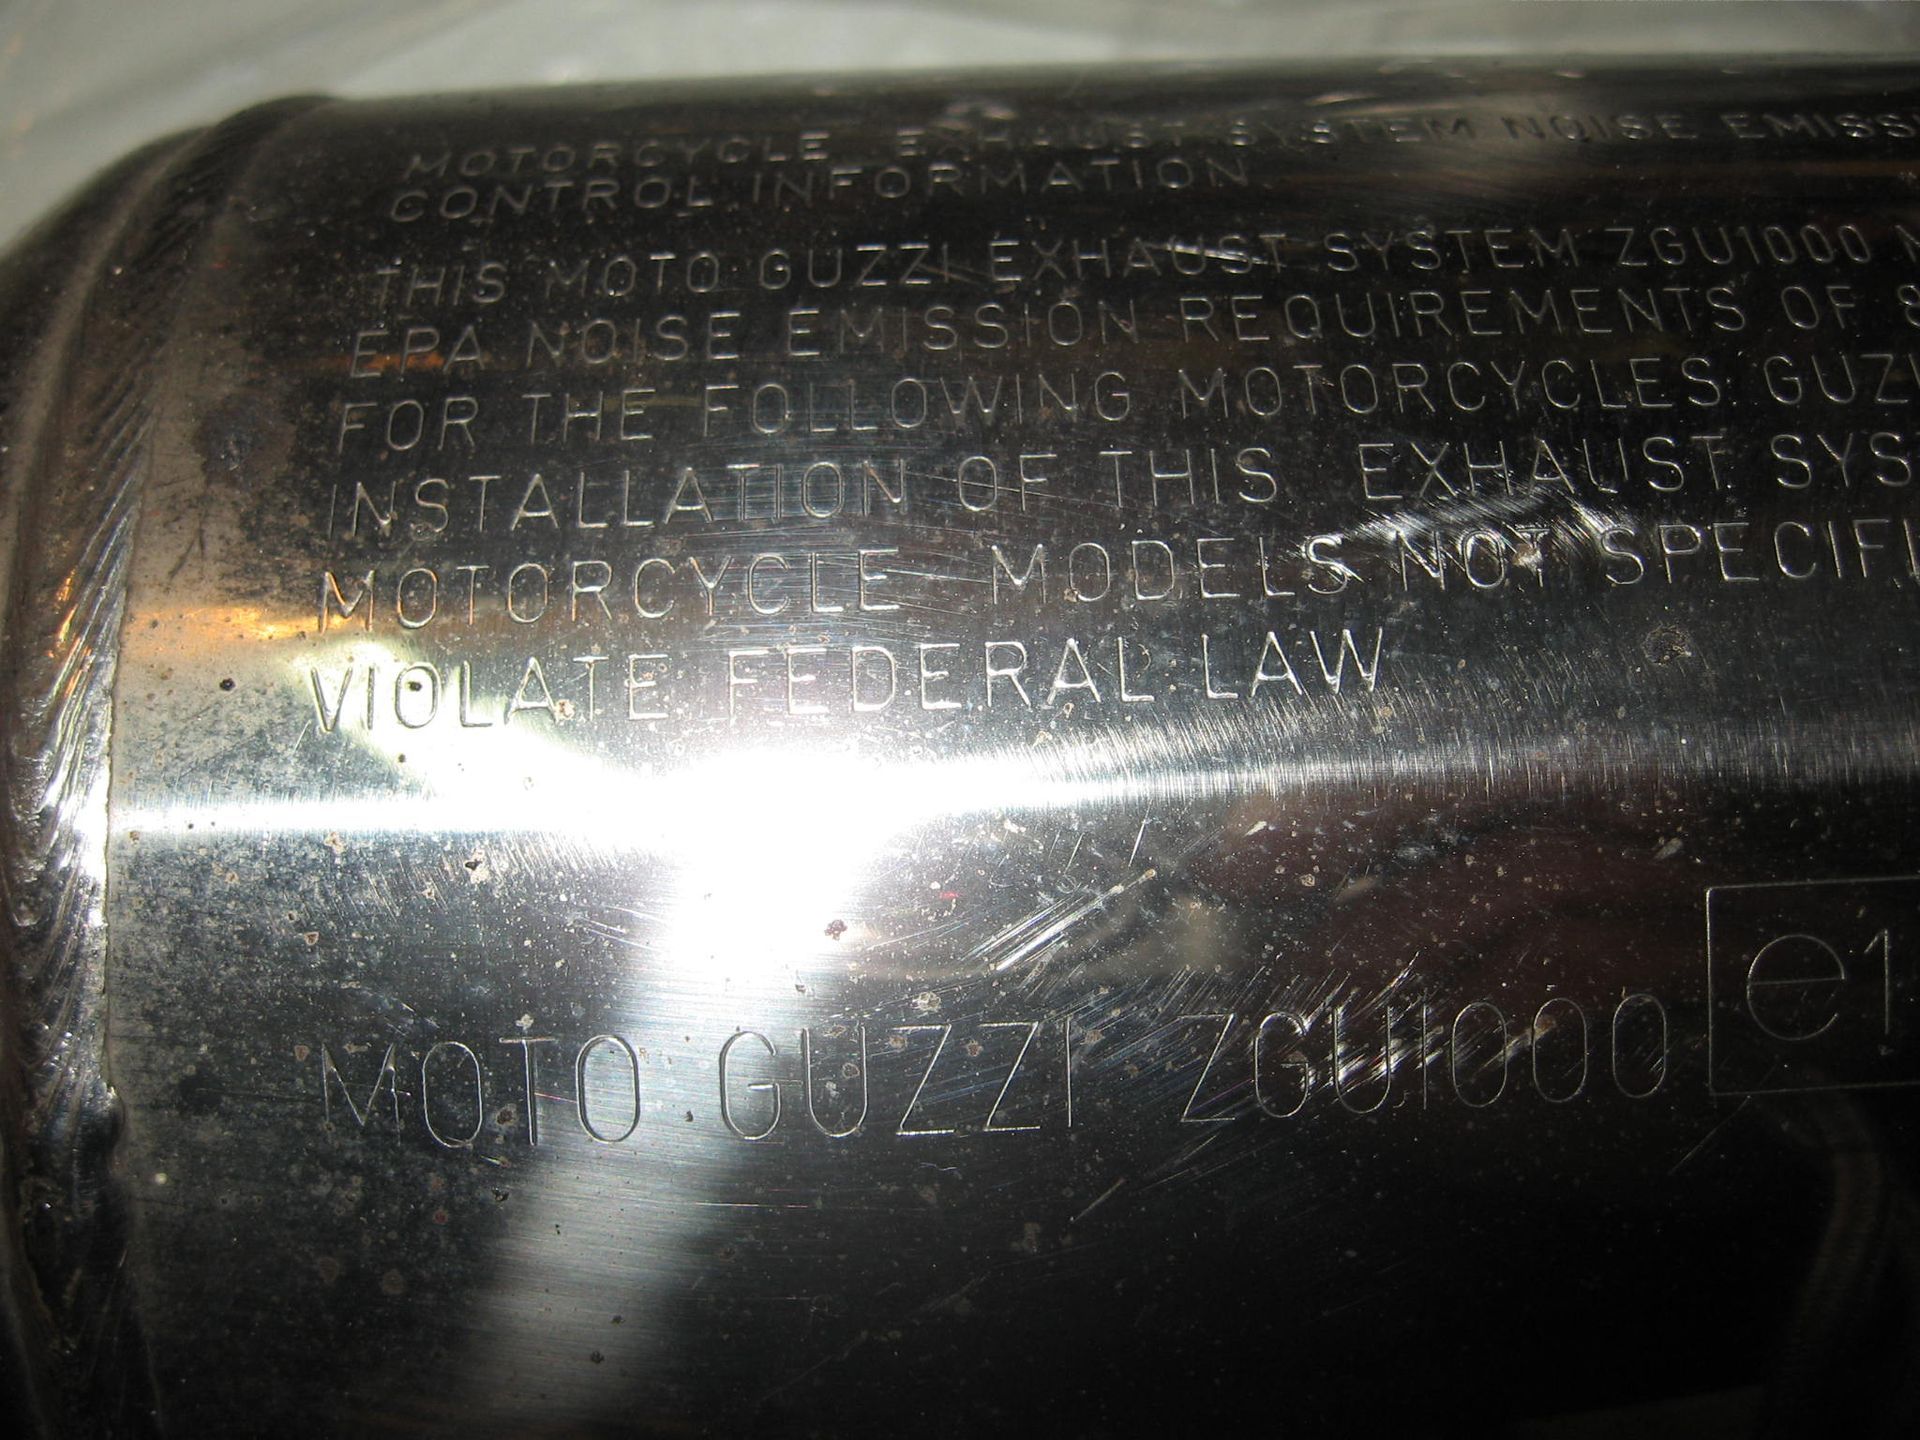 MOTORCYCLE EXHAUST SYSTEM NOISE EMISSI
CONTROL INFORMATION
THIS MOTO GUZZI EXHAUST SYSTEM ZGU1000
EPA NOISE EMISSION REQUIREMENTS OF 8
FOR THE FOLLOWING MOTORCYCLES GUZ
INSTALLATION OF THIS EXHAUST SYS
MOTORCYCLE MODELS NOT SPECIFI
VIOLATE FEDERAL LAW
e1
MOTO GUZZI ZGU1000